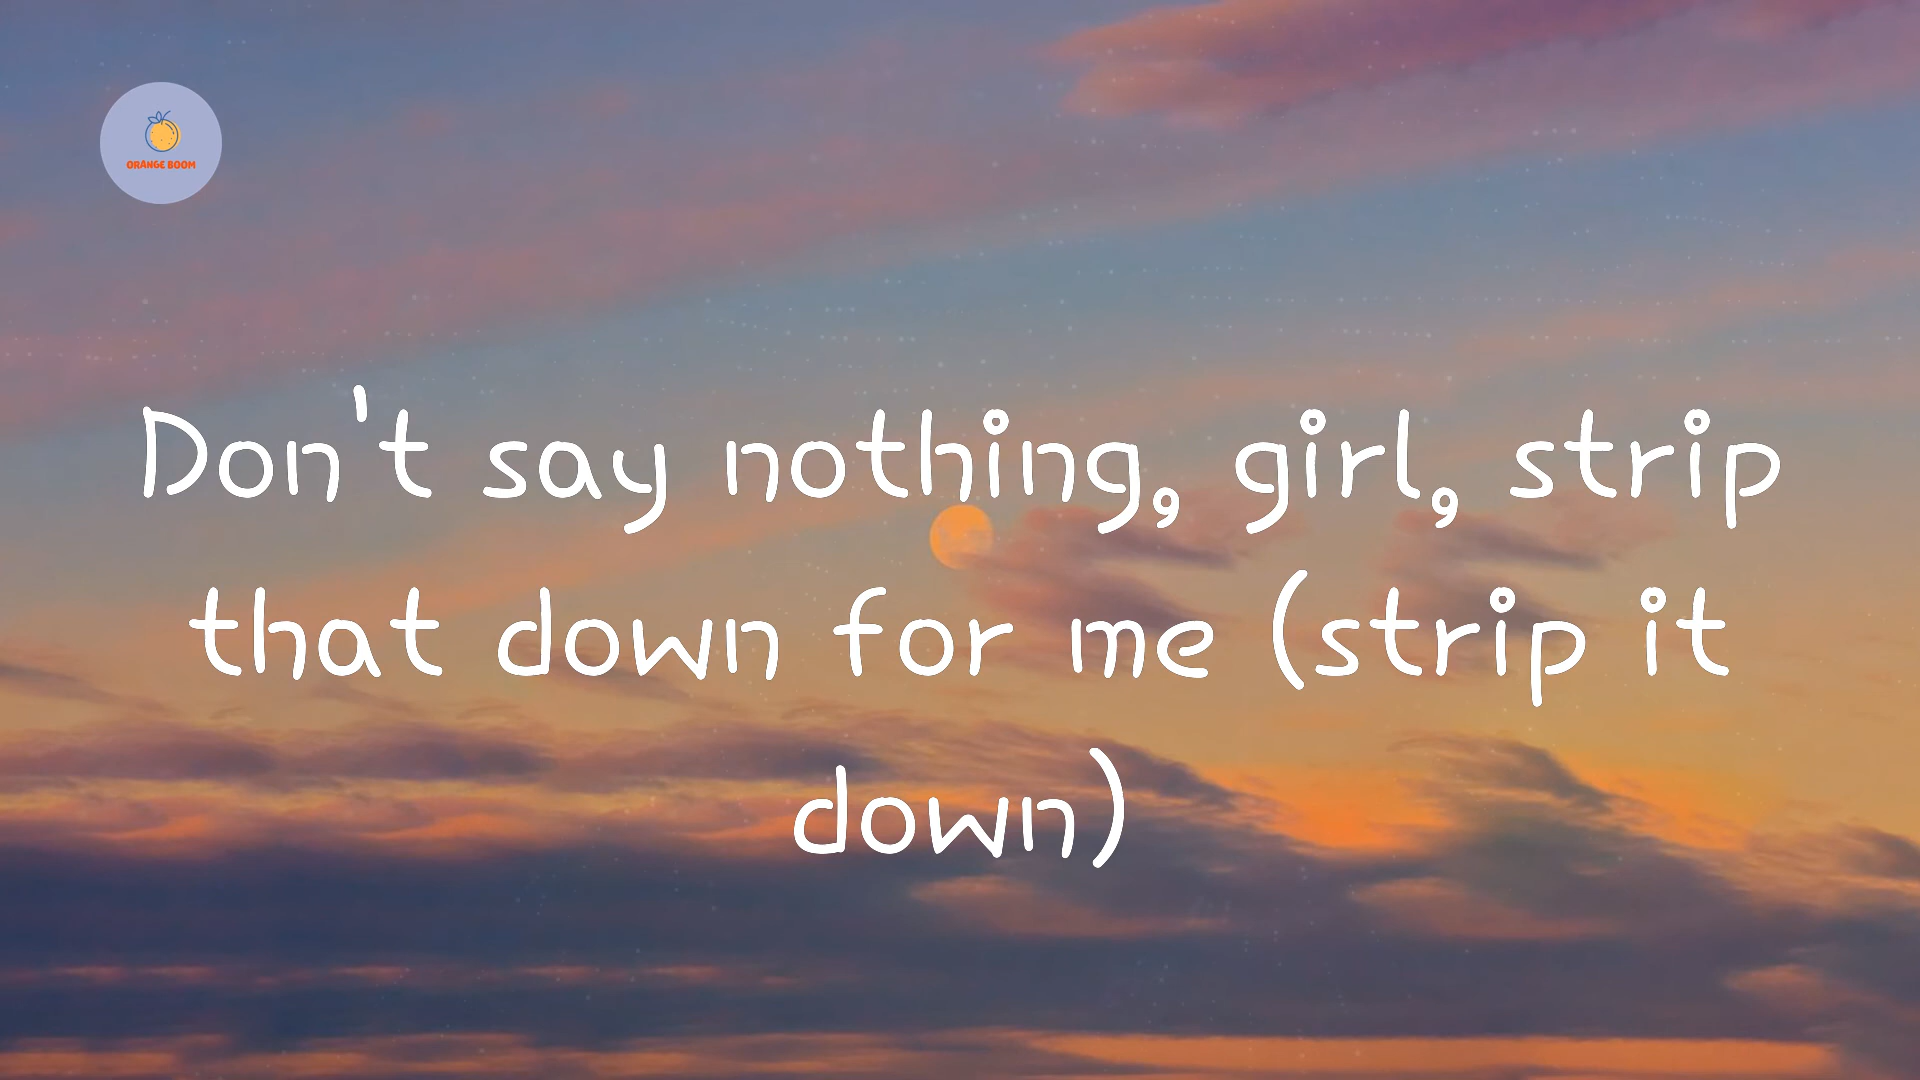 ORANGE BOOM
Don't say nothing, girl, strip
that down for me (strip it
down)